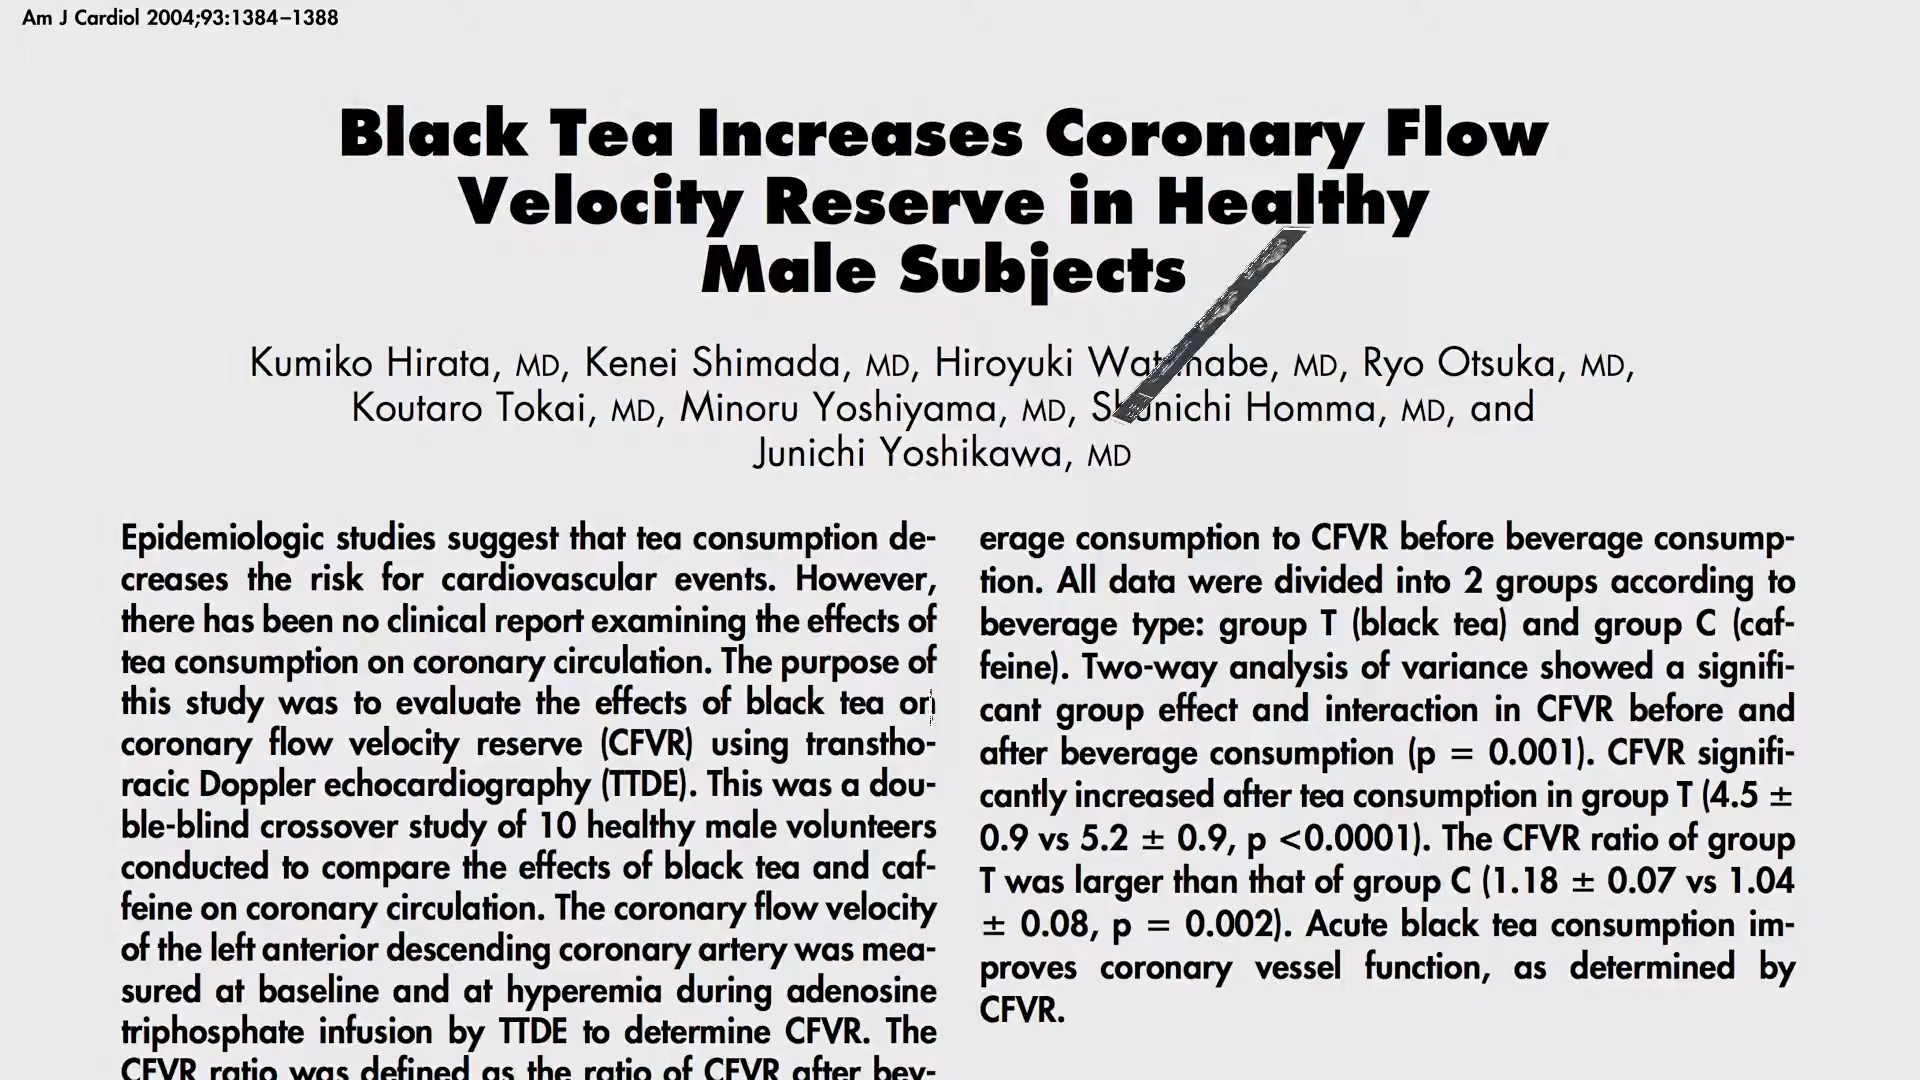 Am J Cardiol 2004;93:1384–1388
Black Tea Increases Coronary Flow
Velocity Reserve in Healthy
Male Subjects
Kumiko Hirata, MD, Kenei Shimada, MD, Hiroyuki Watanabe, MD, Ryo Otsuka, MD,
Koutaro Tokai, MD, Minoru Yoshiyama, MD, Shunichi Homma, MD, and
Junichi Yoshikawa, MD
Epidemiologic studies suggest that tea consumption de-
creases the risk for cardiovascular events. However,
there has been no clinical report examining the effects of
tea consumption on coronary circulation. The purpose of
this study was to evaluate the effects of black tea on
coronary flow velocity reserve (CFVR) using transtho-
racic Doppler echocardiography (TTDE). This was a dou-
ble-blind crossover study of 10 healthy male volunteers
conducted to compare the effects of black tea and caf-
feine on coronary circulation. The coronary flow velocity
of the left anterior descending coronary artery was mea-
sured at baseline and at hyperemia during adenosine
triphosphate infusion by TTDE to determine CFVR. The
CFVR ratio was defined as the ratio of CFVR after bev-
erage consumption to CFVR before beverage consump-
tion. All data were divided into 2 groups according to
beverage type: group T (black tea) and group C (caf-
feine). Two-way analysis of variance showed a signifi-
cant group effect and interaction in CFVR before and
after beverage consumption (p = 0.001). CFVR signifi-
cantly increased after tea consumption in group T (4.5 ±
0.9 vs 5.2 ± 0.9, p <0.0001). The CFVR ratio of group
T was larger than that of group C (1.18 ± 0.07 vs 1.04
± 0.08, p = 0.002). Acute black tea consumption im-
proves coronary vessel function, as determined by
CFVR.